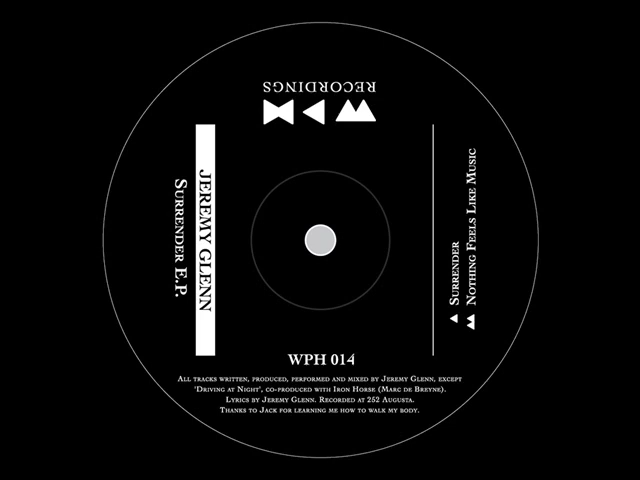 RECORDINGS
JEREMY GLENN
SURRENDER E.P.
SURRENDER
NOTHING FEELS LIKE MUSIC
WPH 014
ALL TRACKS WRITTEN, PRODUCED, PERFORMED AND MIXED BY JEREMY GLENN, EXCEPT
'DRIVING AT NIGHT', CO-PRODUCED WITH IRON HORSE (MARC DE BREYNE).
LYRICS BY JEREMY GLENN. RECORDED AT 252 AUGUSTA.
THANKS TO JACK FOR LEARNING ME HOW TO WALK MY BODY.